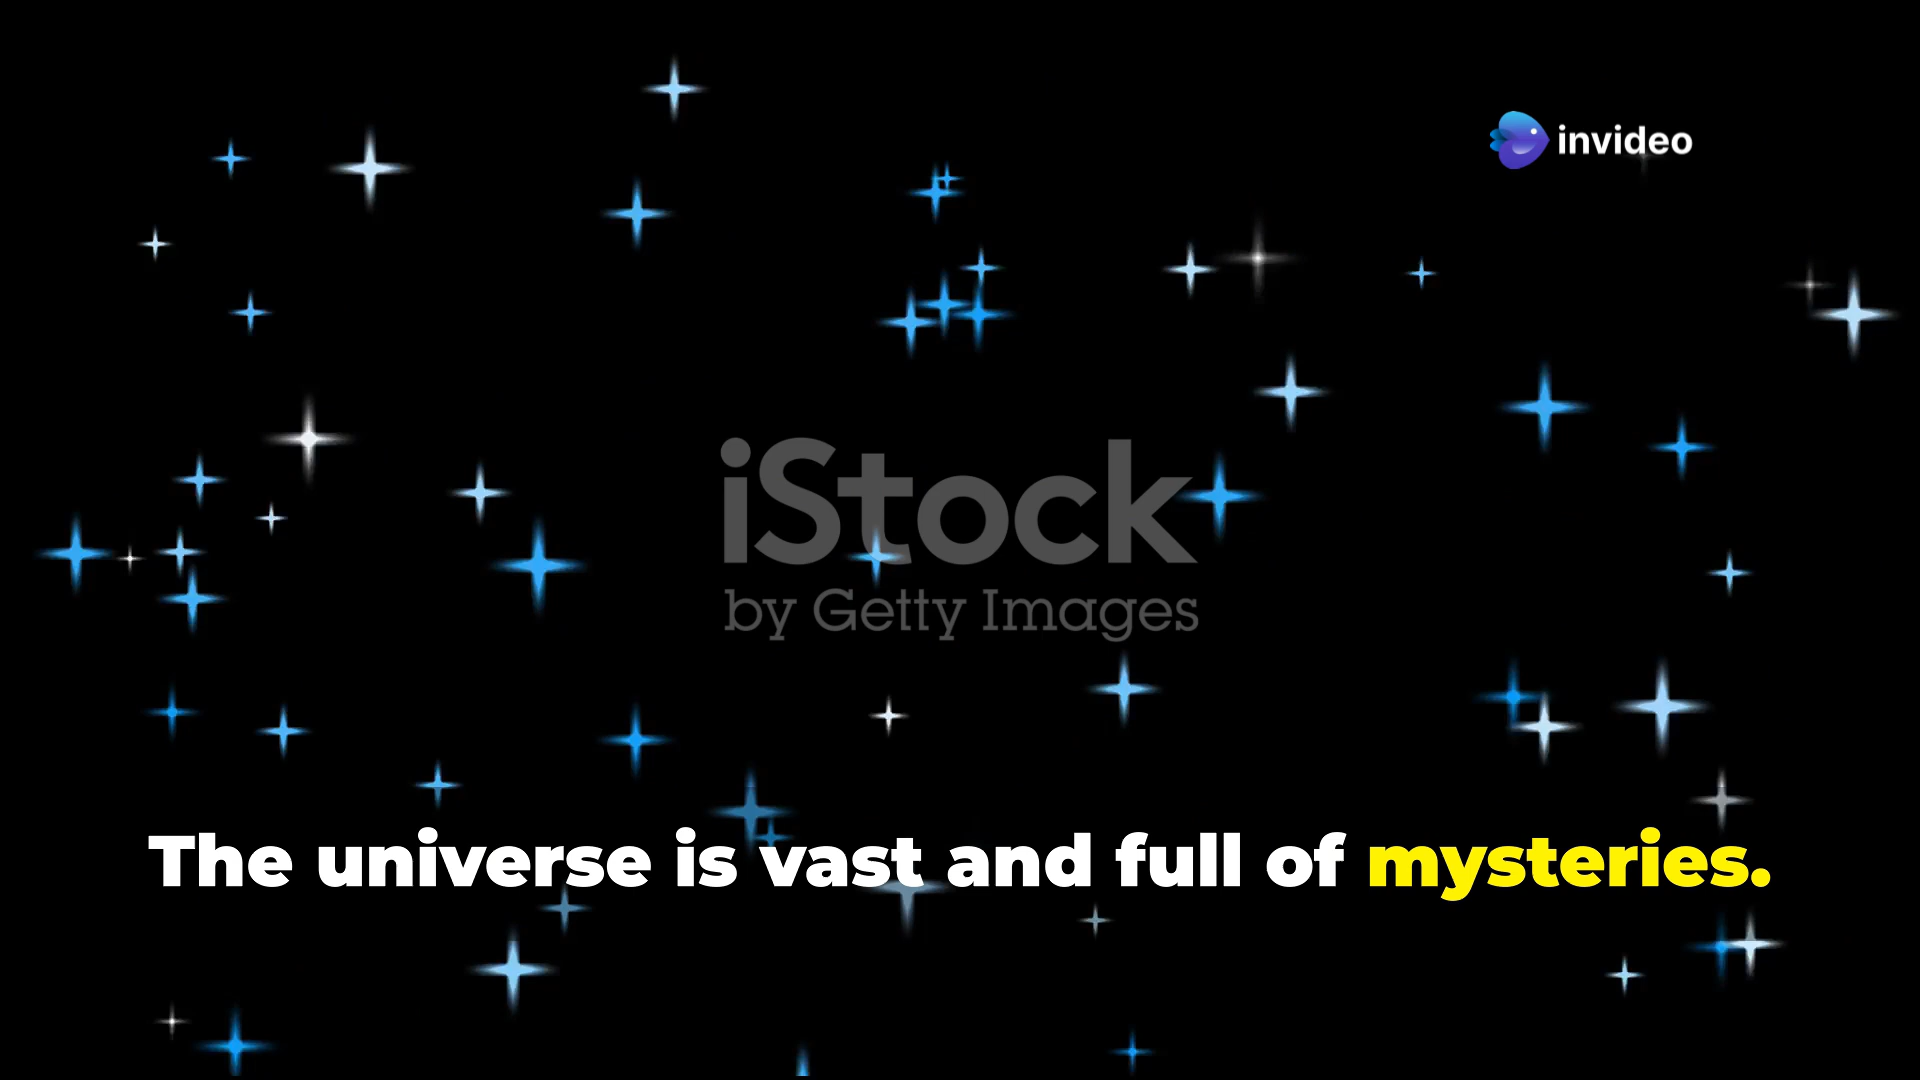 invideo
iStock
by Getty Images
The universe is vast and full of mysteries.